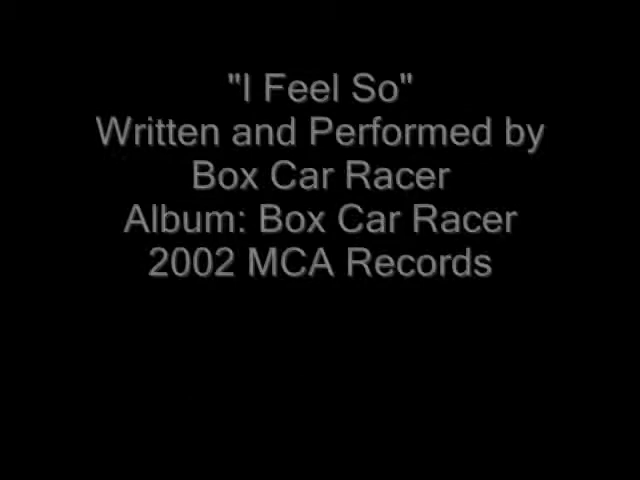 "I Feel So"
Written and Performed by
Box Car Racer
Album: Box Car Racer
2002 MCA Records